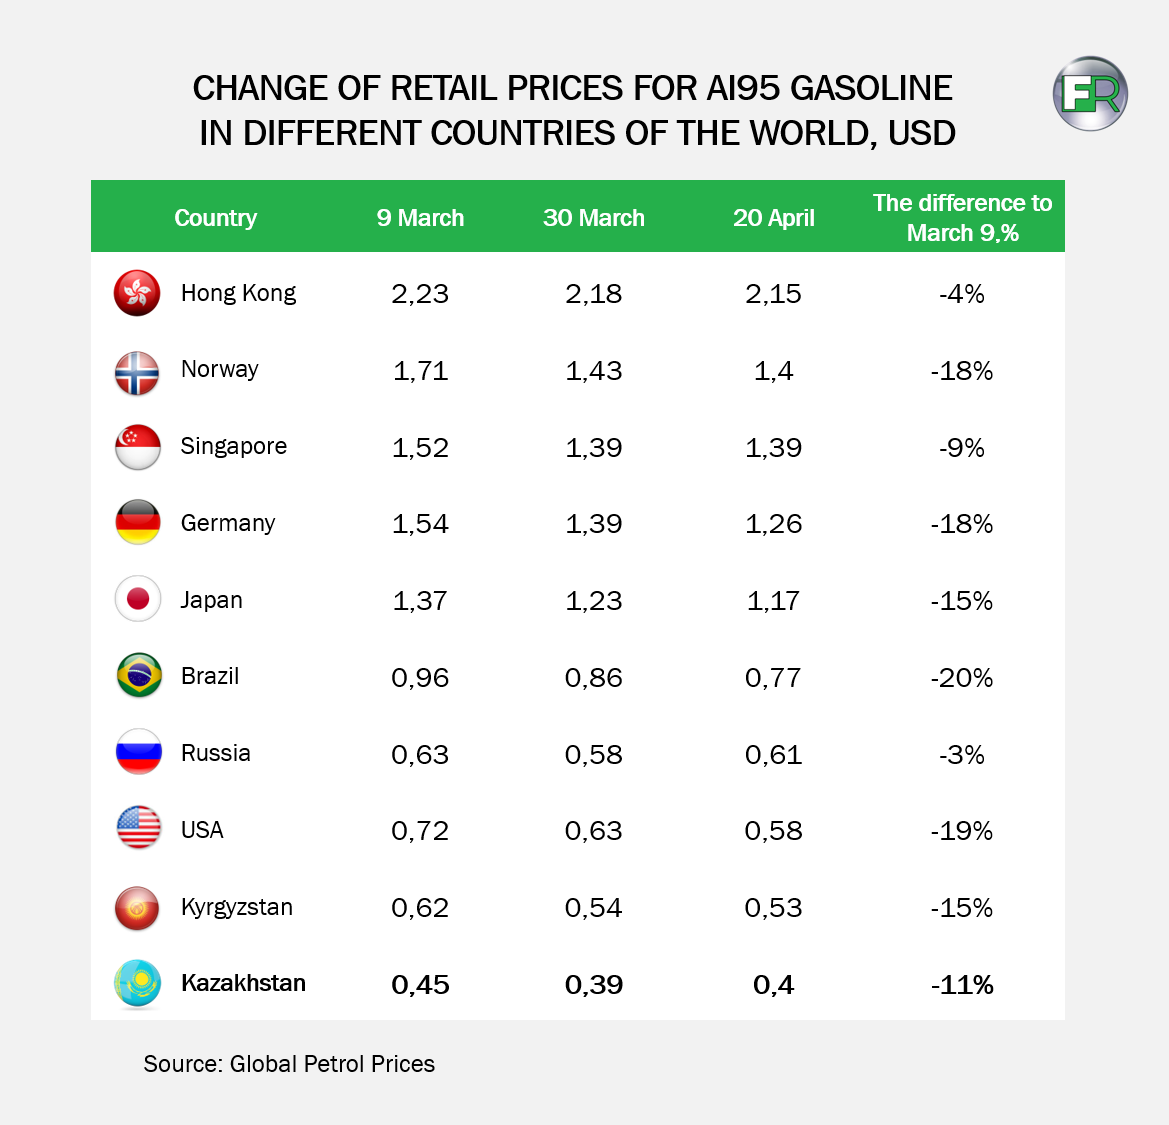 CHANGE OF RETAIL PRICES FOR AI95 GASOLINE
IN DIFFERENT COUNTRIES OF THE WORLD, USD
FR
Country 9 March 30 March 20 April The difference to March 9,%
Hong Kong 2,23 2,18 2,15 -4%
Norway 1,71 1,43 1,4 -18%
Singapore 1,52 1,39 1,39 -9%
Germany 1,54 1,39 1,26 -18%
Japan 1,37 1,23 1,17 -15%
Brazil 0,96 0,86 0,77 -20%
Russia 0,63 0,58 0,61 -3%
USA 0,72 0,63 0,58 -19%
Kyrgyzstan 0,62 0,54 0,53 -15%
Kazakhstan 0,45 0,39 0,4 -11%
Source: Global Petrol Prices